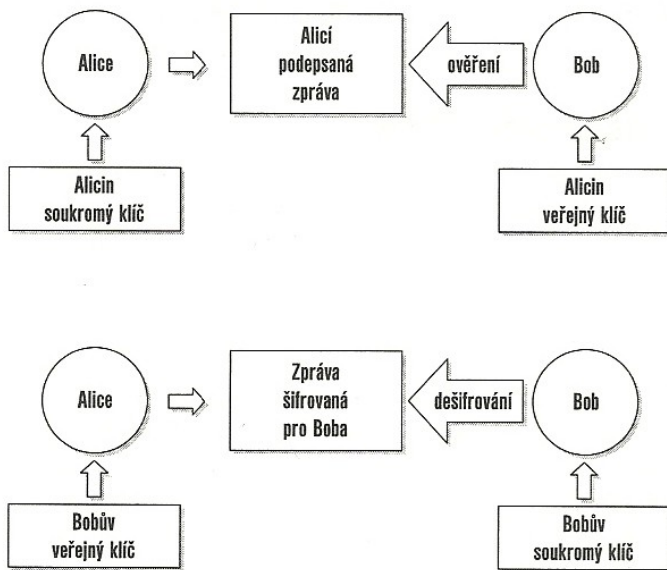 Alice
Alicí
podepsaná
zpráva
ověření
Bob
Alicin
soukromý klíč
Alicin
veřejný klíč
Alice
Zpráva
šifrovaná
pro Boba
dešifrování
Bob
Bobův
veřejný klíč
Bobův
soukromý klíč